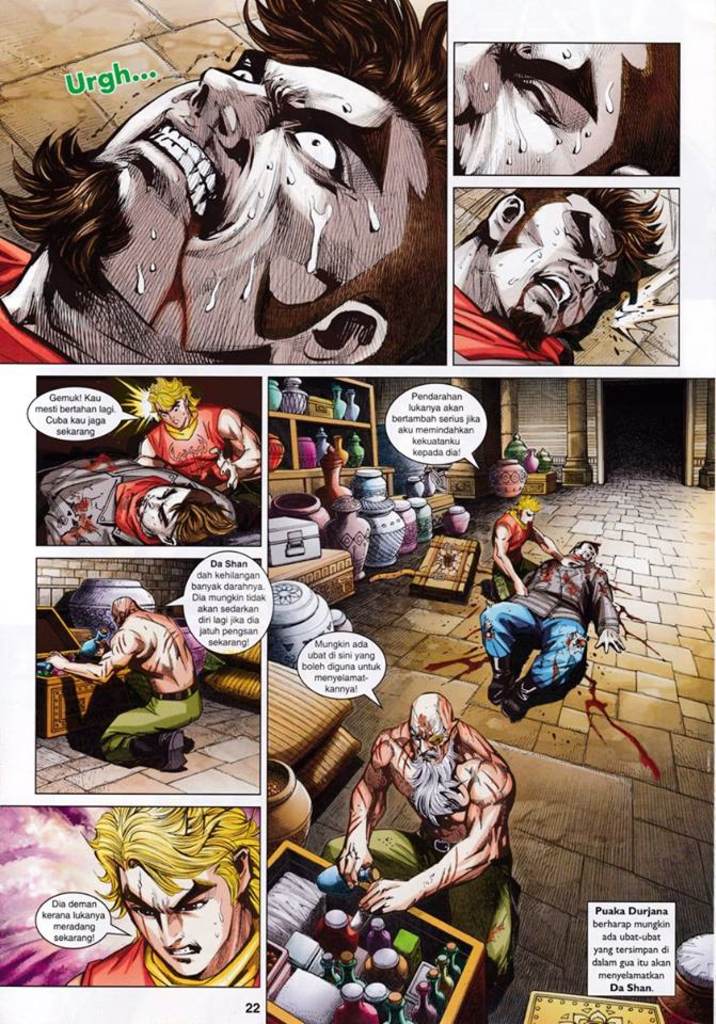 Urgh...
Gemuk! Kau
mesti bertahan lagi.
Cuba kau jaga
sekarang
Da Shan
dah kehilangan
banyak darahnya.
Dia mungkin tidak
akan sedarkan
diri lagi jika dia
jatuh pengsan
sekarang!
Dia deman
kerana lukanya
meradang
sekarang!
Pendarahan
lukanya akan
bertambah serius jika
aku memindahkan
kekuatanku
kepada dia!
Mungkin ada
ubat di sini yang
boleh diguna untuk
menyelamat-
kannya!
Puaka Durjana
berharap mungkin
ada ubat-ubat
yang tersimpan di
dalam gua itu akan
menyelamatkan
Da Shan.
22